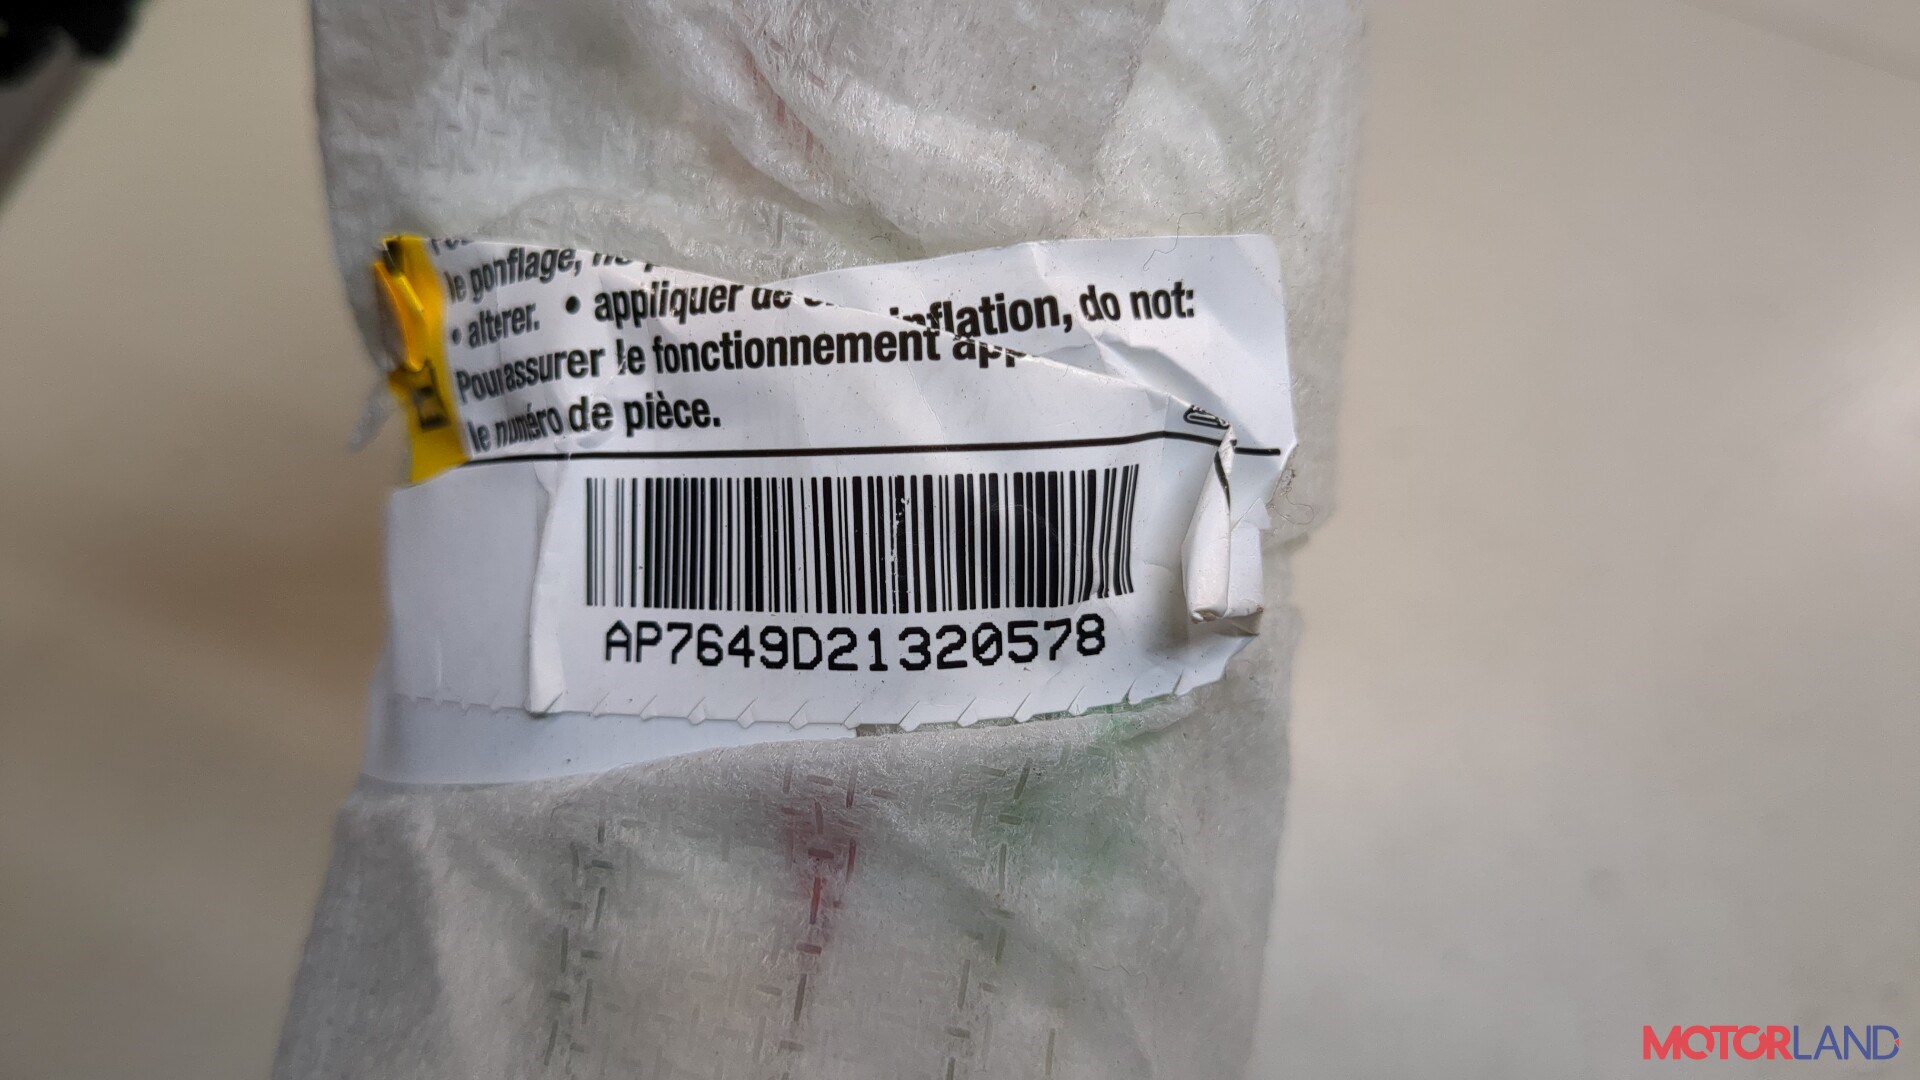 le gonflage,
• altérer. • appliquer de
inflation, do not:
Pour assurer le fonctionnement
le numéro de pièce.
AP7649D21320578
MOTORLAND